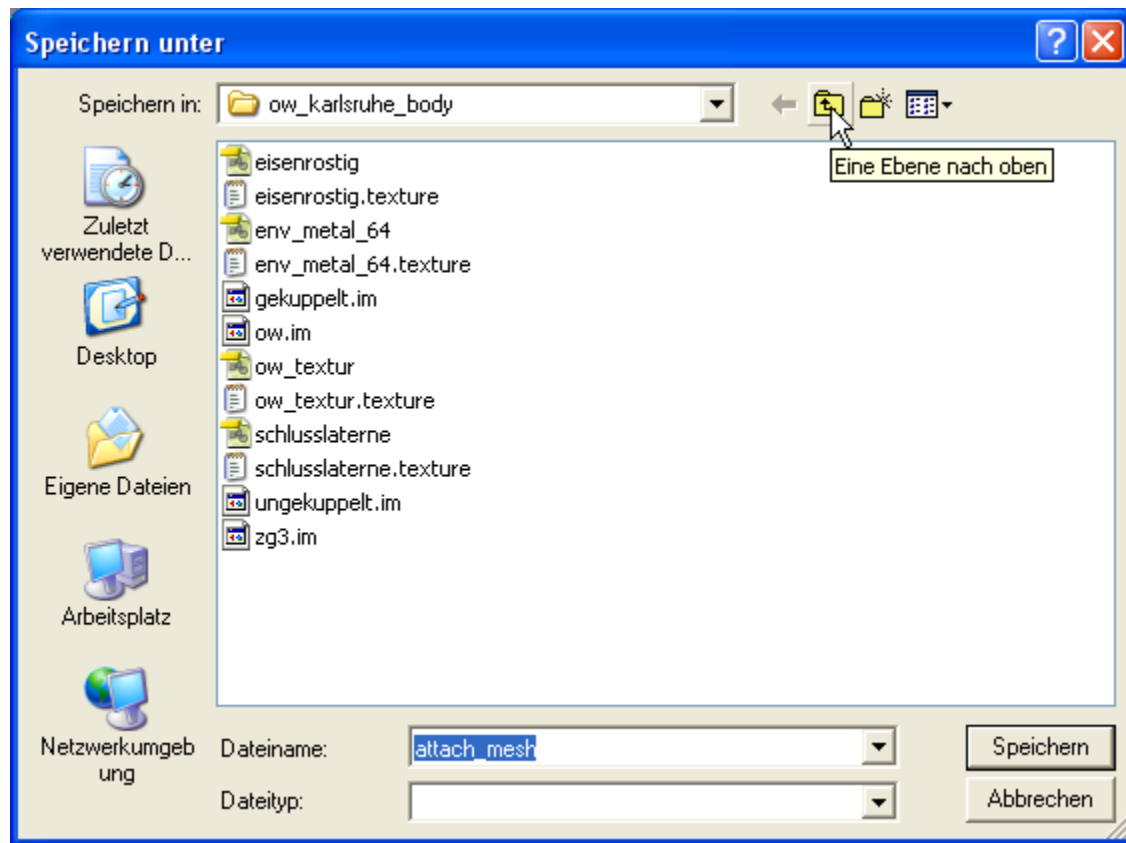 Speichern unter
Speichern in:
ow_karlsruhe_body
Eine Ebene nach oben
Zuletzt
verwendete D...
Desktop
Eigene Dateien
Arbeitsplatz
Netzwerkumgeb
ung
eisenrostig
eisenrostig.texture
env_metal_64
env_metal_64.texture
gekuppelt.im
ow.im
ow_textur
ow_textur.texture
schlusslaterne
schlusslaterne.texture
ungekuppelt.im
zg3.im
Dateiname:
attach_mesh
Speichern
Dateityp:
Abbrechen